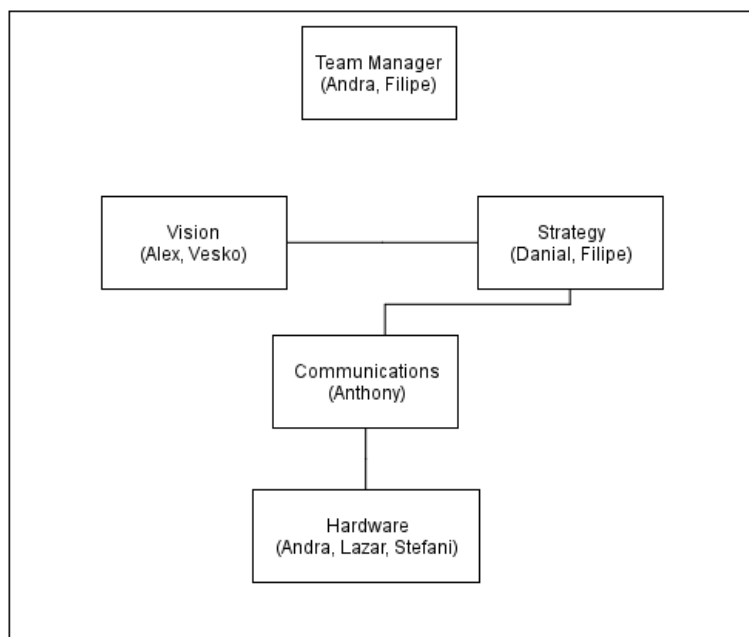 Team Manager
(Andra, Filipe)
Vision
(Alex, Vesko)
Strategy
(Danial, Filipe)
Communications
(Anthony)
Hardware
(Andra, Lazar, Stefani)